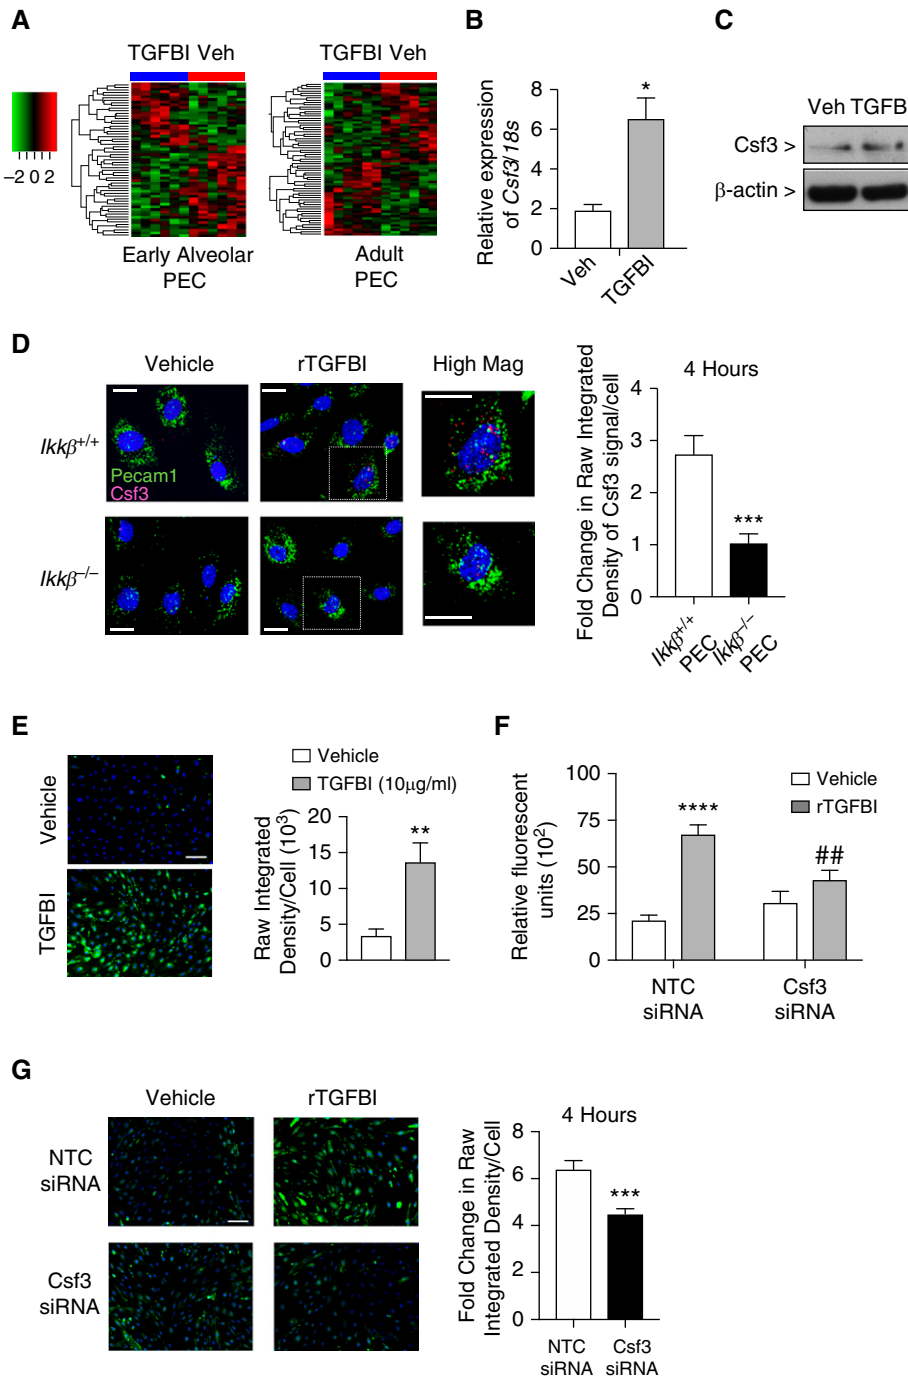 A
TGFBI Veh
TGFBI Veh
–2 0 2
Early Alveolar
PEC
Adult
PEC
B
Relative expression
of Csf3/18s
8
6
4
2
0
*
Veh
TGFBI
C
Veh TGFB
Csf3 >
β-actin >
D
Vehicle
rTGFBI
High Mag
Ikkβ+/+
Pecam1
Csf3
Ikkβ–/–
4 Hours
Fold Change in Raw Integrated
Density of Csf3 signal/cell
4
3
2
1
0
***
Ikkβ+/+
PEC
Ikkβ–/–
PEC
E
Vehicle
TGFBI
Vehicle
TGFBI (10μg/ml)
Raw Integrated
Density/Cell (10³)
20
15
10
5
0
**
F
Vehicle
rTGFBI
Relative fluorescent
units (10²)
100
75
50
25
0
****
##
NTC
siRNA
Csf3
siRNA
G
Vehicle
rTGFBI
NTC
siRNA
Csf3
siRNA
4 Hours
Fold Change in Raw
Integrated Density/Cell
8
6
4
2
0
***
NTC
siRNA
Csf3
siRNA